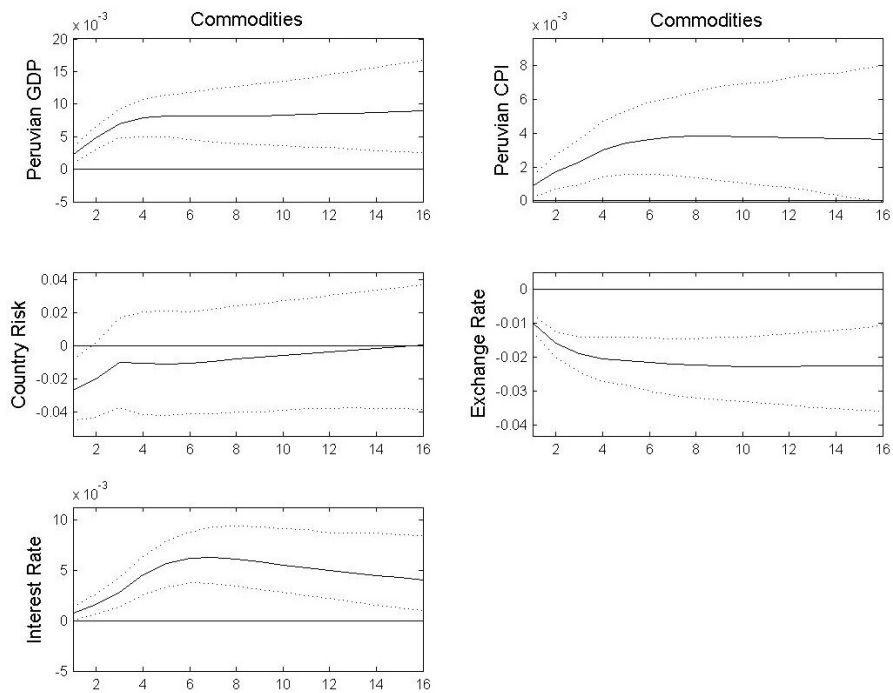 Commodities
x 10-3
20
15
10
5
0
-5
Peruvian GDP
2 4 6 8 10 12 14 16
Commodities
x 10-3
8
6
4
2
0
Peruvian CPI
2 4 6 8 10 12 14 16
0.04
0.02
0
-0.02
-0.04
Country Risk
2 4 6 8 10 12 14 16
0
-0.01
-0.02
-0.03
-0.04
Exchange Rate
2 4 6 8 10 12 14 16
x 10-3
10
5
0
-5
Interest Rate
2 4 6 8 10 12 14 16